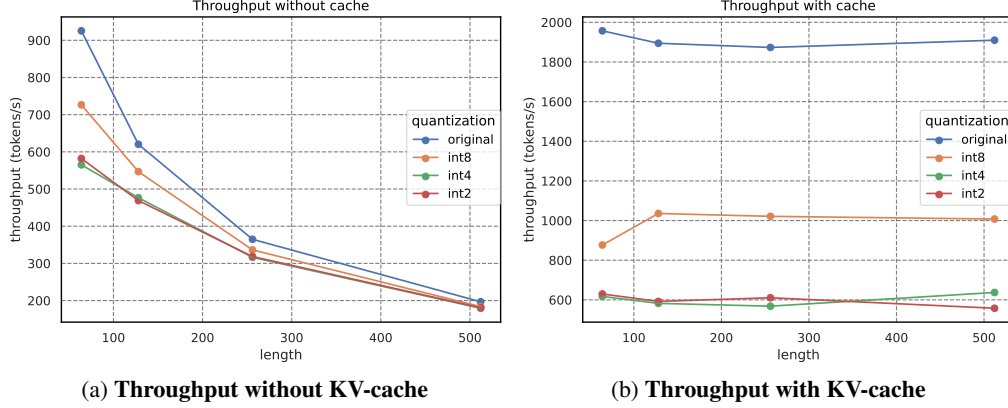 Throughput without cache
900
800
700
600
500
400
300
200
throughput (tokens/s)
100
200
300
400
500
length
quantization
original
int8
int4
int2
(a) Throughput without KV-cache
Throughput with cache
2000
1800
1600
1400
1200
1000
800
600
throughput (tokens/s)
100
200
300
400
500
length
quantization
original
int8
int4
int2
(b) Throughput with KV-cache